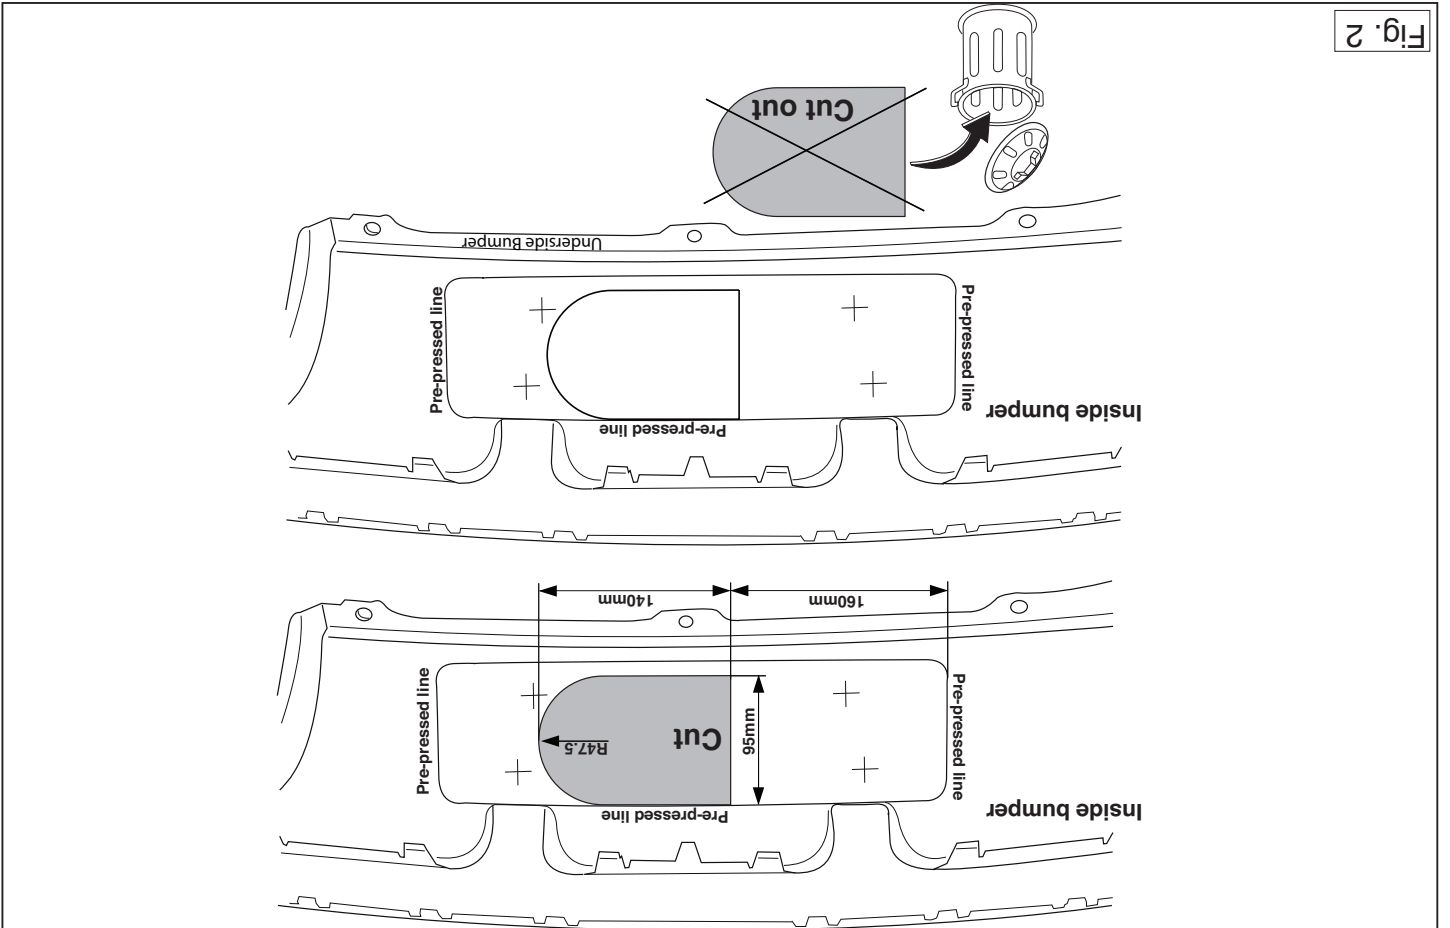 Fig. 2
Inside bumper
Pre-pressed line
Pre-pressed line
Pre-pressed line
Cut
R47.5
95mm
160mm
140mm
Inside bumper
Pre-pressed line
Pre-pressed line
Pre-pressed line
Underside Bumper
Cut out